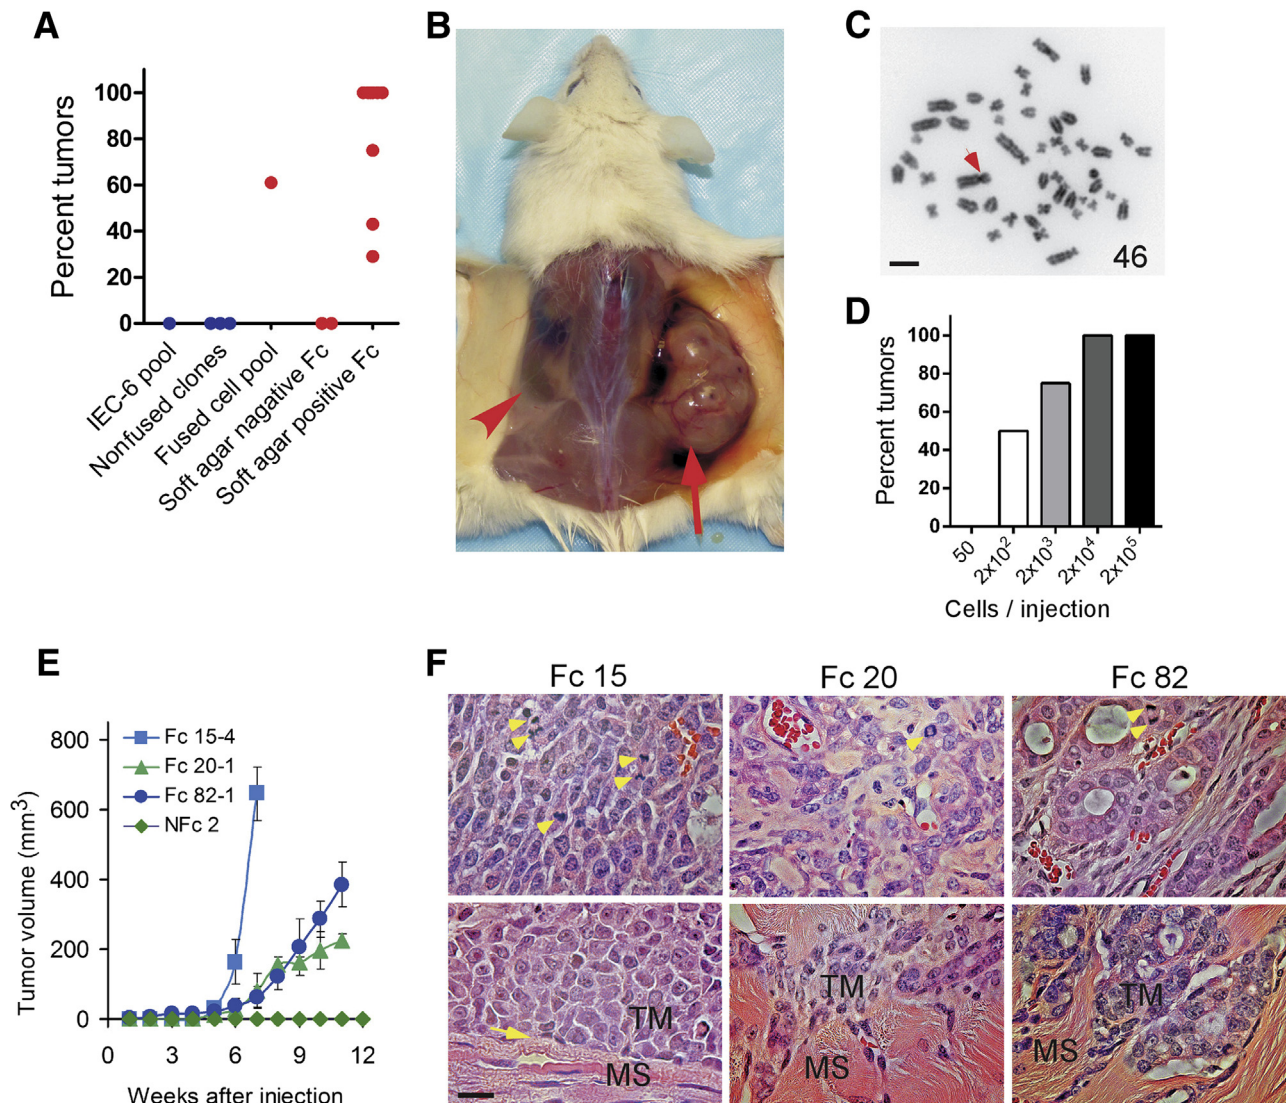 A
Percent tumors
100
80
60
40
20
0
IEC-6 pool
Nonfused clones
Fused cell pool
Soft agar nagative Fc
Soft agar positive Fc
B
C
46
D
Percent tumors
100
80
60
40
20
0
50
2x10²
2x10³
2x10⁴
2x10⁵
Cells / injection
E
Tumor volume (mm³)
800
600
400
200
0
Fc 15-4
Fc 20-1
Fc 82-1
NFc 2
0 3 6 9 12
Weeks after injection
F
Fc 15 Fc 20 Fc 82
TM
MS
TM
MS
TM
MS